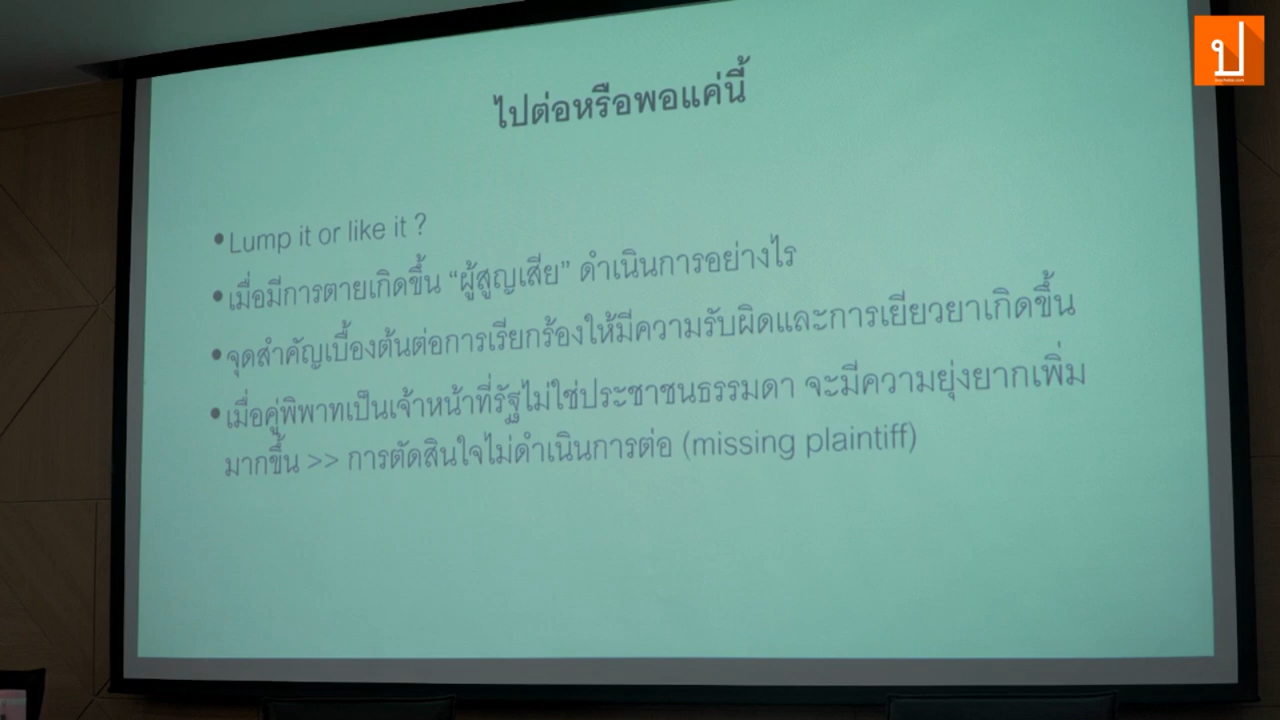 ไปต่อหรือพอแค่นี้
•Lump it or like it ?
•เมื่อมีการตายเกิดขึ้น “ผู้สูญเสีย” ดำเนินการอย่างไร
•จุดสำคัญเบื้องต้นต่อการเรียกร้องให้มีความรับผิดและการเยียวยาเกิดขึ้น
•เมื่อคู่พิพาทเป็นเจ้าหน้าที่รัฐไม่ใช่ประชาชนธรรมดา จะมีความยุ่งยากเพิ่ม
มากขึ้น >> การตัดสินใจไม่ดำเนินการต่อ (missing plaintiff)
ป